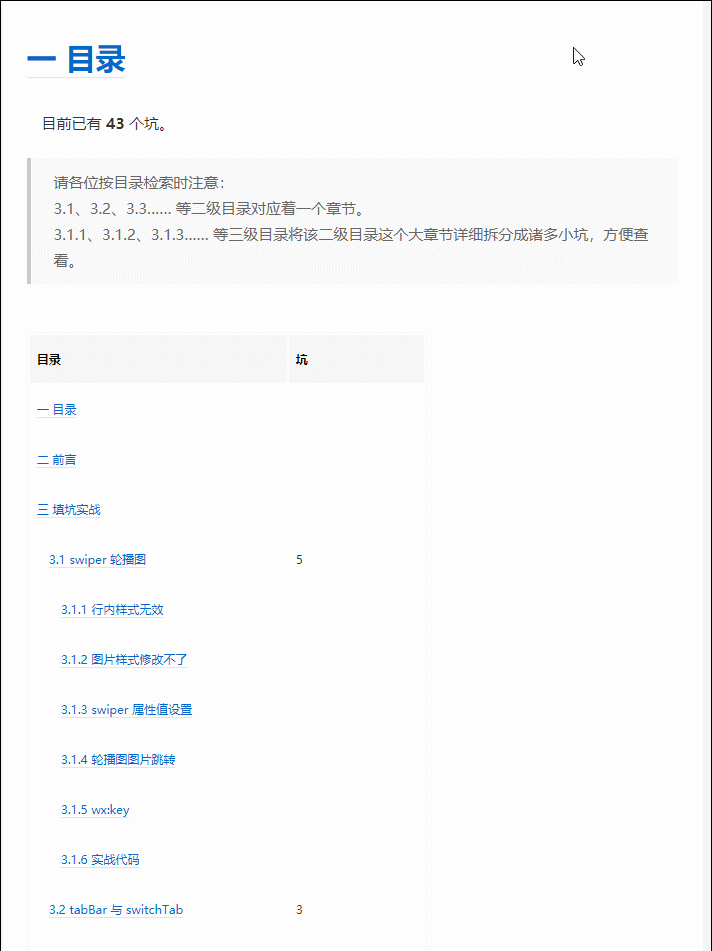 一 目录
目前已有 43 个坑。
请各位按目录检索时注意：
3.1、3.2、3.3...... 等二级目录对应着一个章节。
3.1.1、3.1.2、3.1.3...... 等三级目录将该二级目录这个大章节详细拆分成诸多小坑，方便查
看。
目录 坑
一 目录
二 前言
三 填坑实战
3.1 swiper 轮播图 5
3.1.1 行内样式无效
3.1.2 图片样式修改不了
3.1.3 swiper 属性值设置
3.1.4 轮播图图片跳转
3.1.5 wx:key
3.1.6 实战代码
3.2 tabBar 与 switchTab 3